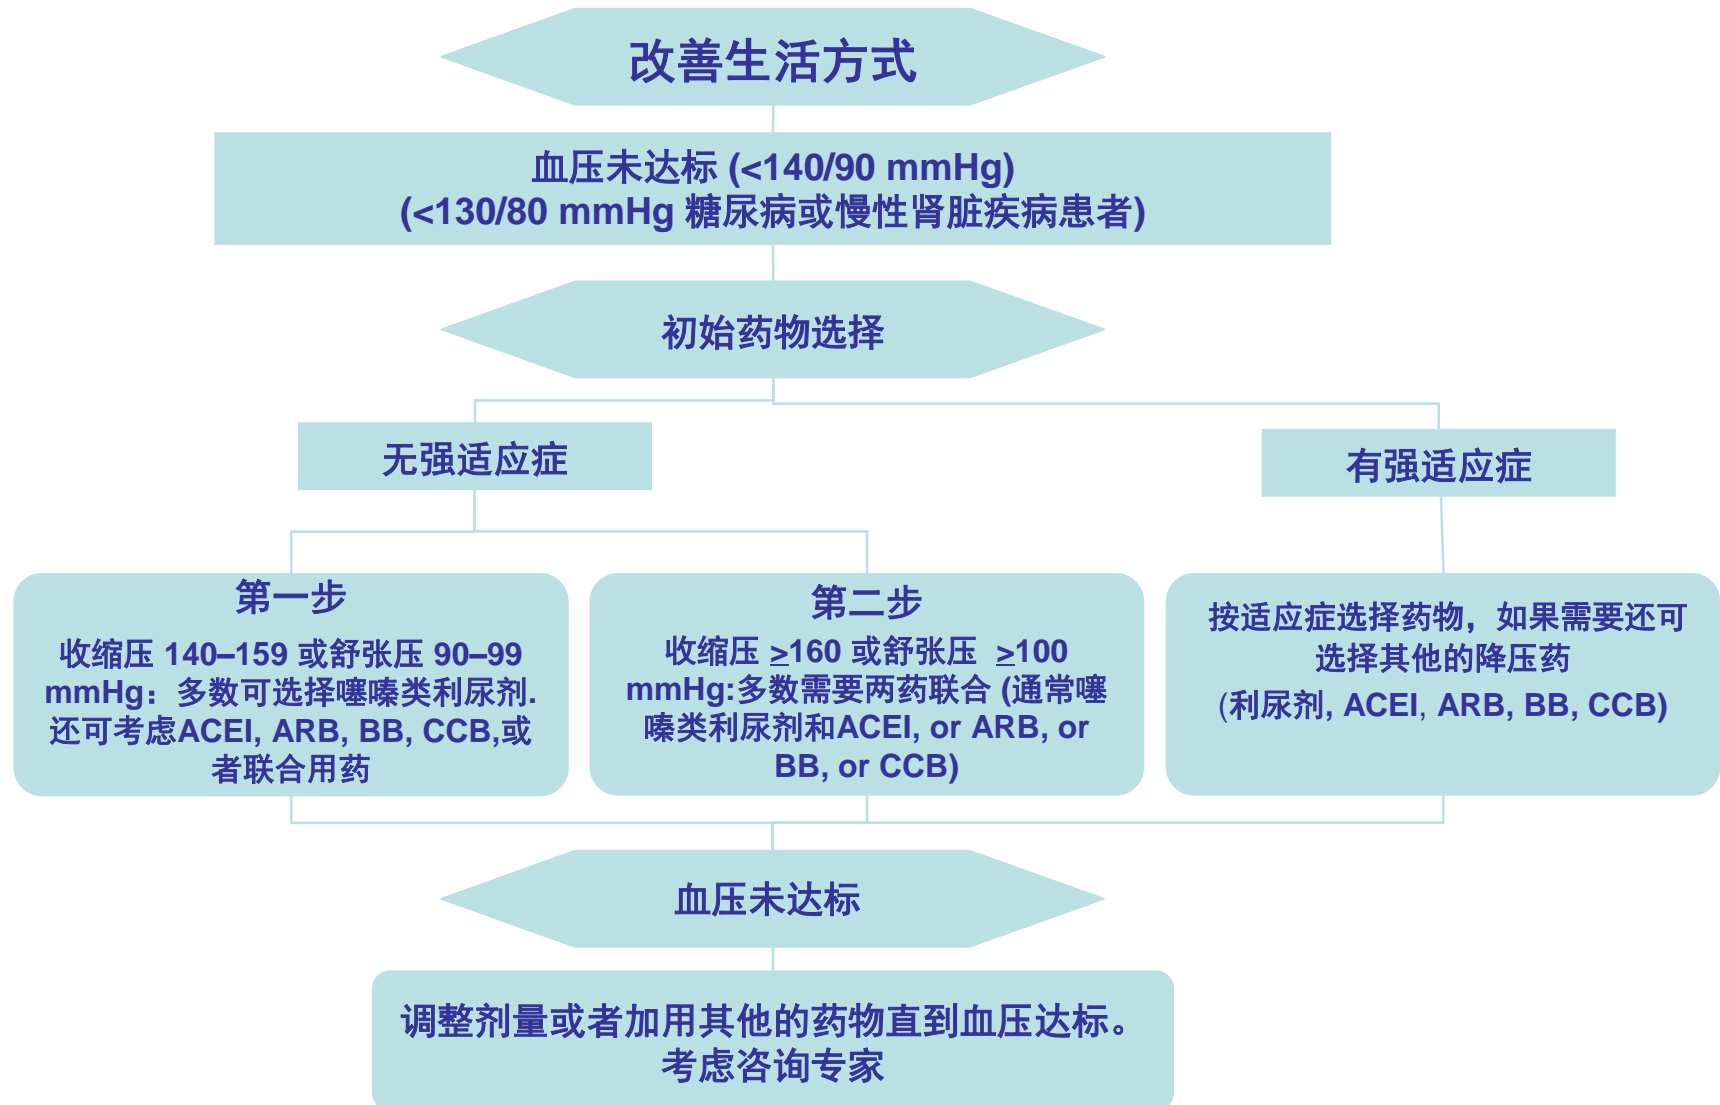 改善生活方式
血压未达标 (<140/90 mmHg)
(<130/80 mmHg 糖尿病或慢性肾脏疾病患者)
初始药物选择
无强适应症
有强适应症
第一步
收缩压 140–159 或舒张压 90–99
mmHg：多数可选择噻嗪类利尿剂.
还可考虑ACEI, ARB, BB, CCB,或
者联合用药
第二步
收缩压 ≥160 或舒张压 ≥100
mmHg:多数需要两药联合 (通常噻
嗪类利尿剂和ACEI, or ARB, or
BB, or CCB)
按适应症选择药物，如果需要还可
选择其他的降压药
(利尿剂, ACEI, ARB, BB, CCB)
血压未达标
调整剂量或者加用其他的药物直到血压达标。
考虑咨询专家